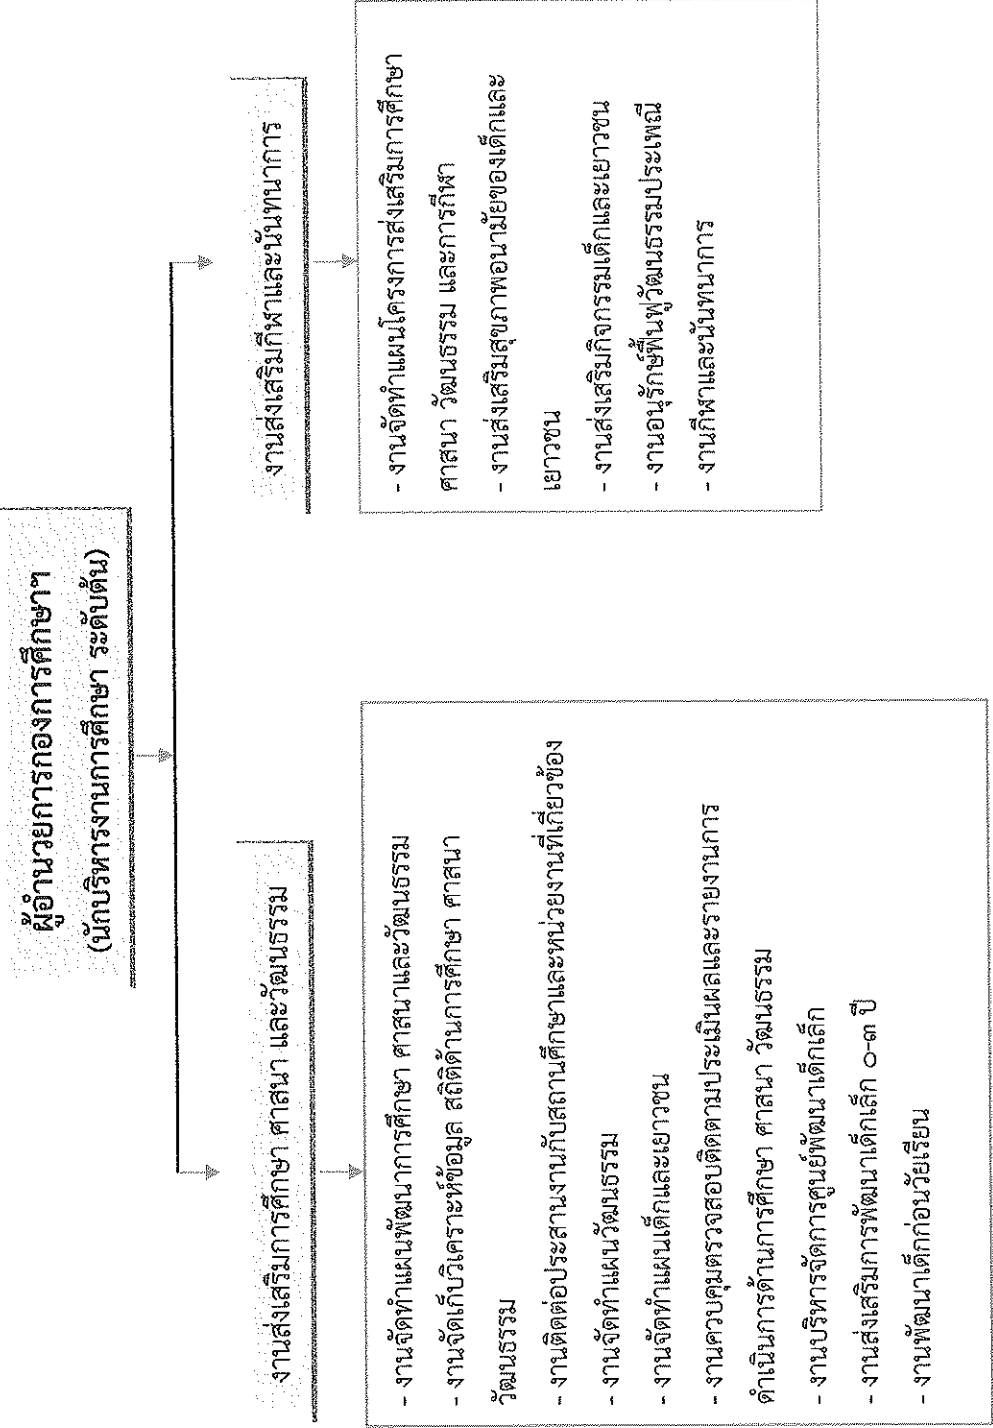 ผู้อำนวยการกองการศึกษาฯ
(นักบริหารงานการศึกษา ระดับต้น)
งานส่งเสริมการศึกษา ศาสนา และวัฒนธรรม
- งานจัดทำแผนพัฒนาการศึกษา ศาสนาและวัฒนธรรม
- งานจัดเก็บวิเคราะห์ข้อมูล สถิติด้านการศึกษา ศาสนา
วัฒนธรรม
- งานติดต่อประสานงานกับสถานศึกษาและหน่วยงานที่เกี่ยวข้อง
- งานจัดทำแผนวัฒนธรรม
- งานจัดทำแผนเด็กและเยาวชน
- งานควบคุมตรวจสอบติดตามประเมินผลและรายงานการ
ดำเนินการด้านการศึกษา ศาสนา วัฒนธรรม
- งานบริหารจัดการศูนย์พัฒนาเด็กเล็ก
- งานส่งเสริมการพัฒนาเด็กเล็ก ๐-๓ ปี
- งานพัฒนาเด็กก่อนวัยเรียน
งานส่งเสริมกีฬาและนันทนาการ
- งานจัดทำแผนโครงการส่งเสริมการศึกษา
ศาสนา วัฒนธรรม และการกีฬา
- งานส่งเสริมสุขภาพอนามัยของเด็กและ
เยาวชน
- งานส่งเสริมกิจกรรมเด็กและเยาวชน
- งานอนุรักษ์ฟื้นฟูวัฒนธรรมประเพณี
- งานกีฬาและนันทนาการ